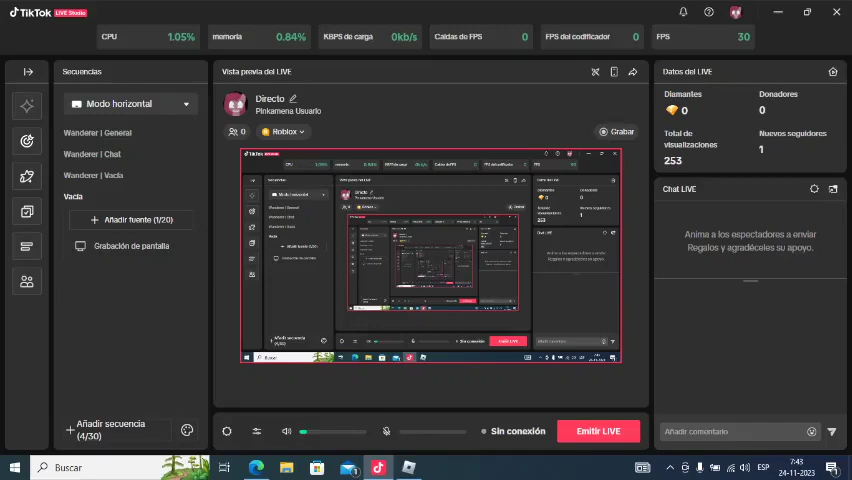 TikTok LIVE Studio
CPU 1.05%
memoria 0.84%
KBPS de carga 0kb/s
Caídas de FPS 0
FPS del codificador 0
FPS 30
Secuencias
Modo horizontal
Wanderer | General
Wanderer | Chat
Wanderer | Vacía
Vacía
Añadir fuente (1/20)
Grabación de pantalla
Añadir secuencia
(4/30)
Vista previa del LIVE
Directo
Pinkamena Usuario
0
Roblox
Grabar
Sin conexión
Emitir LIVE
Datos del LIVE
Diamantes
0
Donadores
0
Total de
visualizaciones
253
Nuevos seguidores
1
Chat LIVE
Anima a los espectadores a enviar
Regalos y agradéceles su apoyo.
Añadir comentario
Buscar
ESP
7:43
24-11-2023